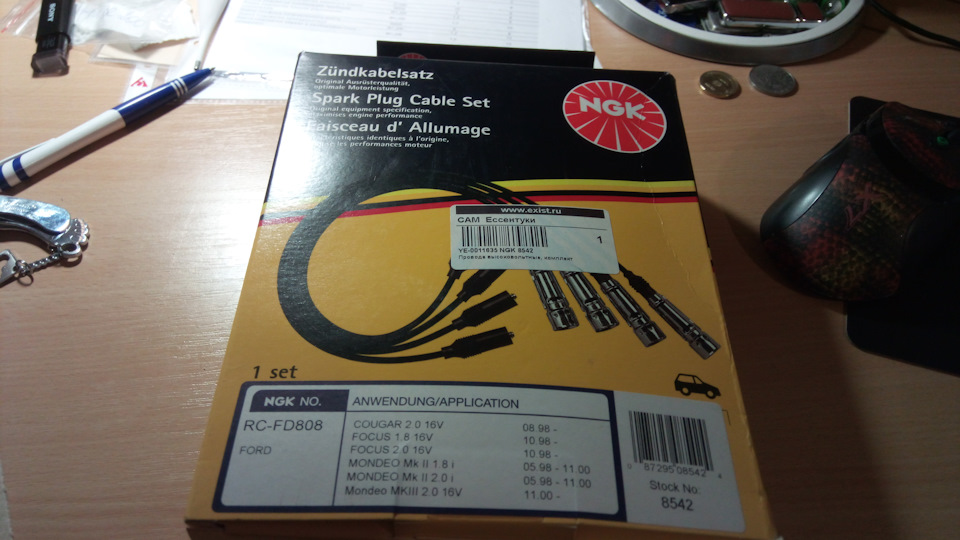 SONY
Zündkabelsatz
Original Ausrüsterqualität,
optimale Motorleistung
Spark Plug Cable Set
Original equipment specification,
maximises engine performance
Faisceau d' Allumage
identiques à l'origine,
les performances moteur
NGK
www.exist.ru
САМ Ессентуки
1
YE-0011635 NGK 8542
Провода высоковольтные, комплект
1 set
NGK NO.
ANWENDUNG/APPLICATION
RC-FD808
FORD
COUGAR 2.0 16V 08.98 -
FOCUS 1.8 16V 10.98 -
FOCUS 2.0 16V 10.98 -
MONDEO Mk II 1.8 i 05.98 - 11.00
MONDEO Mk II 2.0 i 05.98 - 11.00
Mondeo MKIII 2.0 16V 11.00 -
0 87295 08542 4
Stock No:
8542